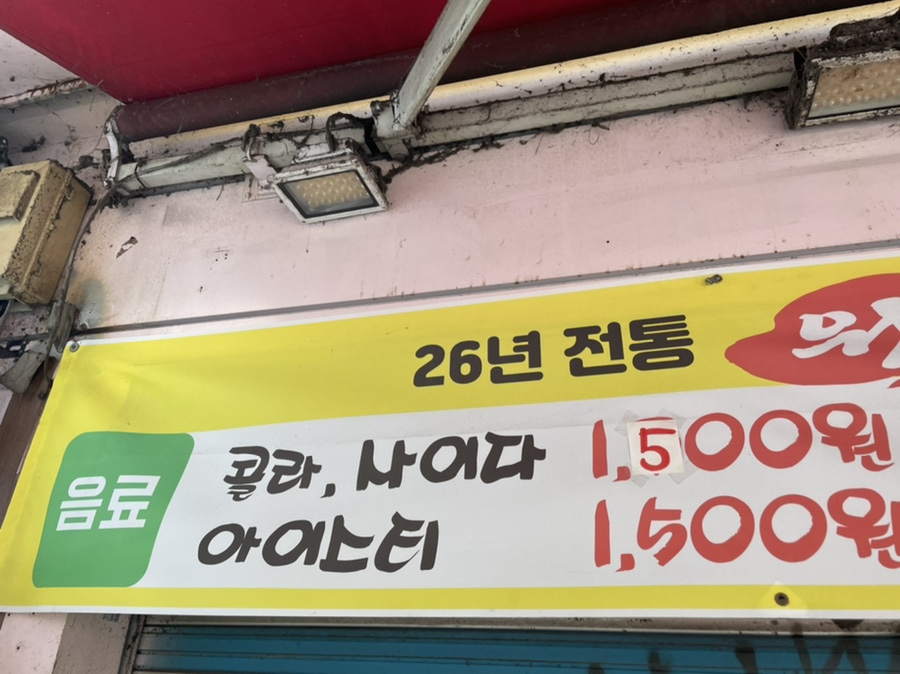 26년 전통
음료
콜라, 사이다 1,500원
아이스티 1,500원